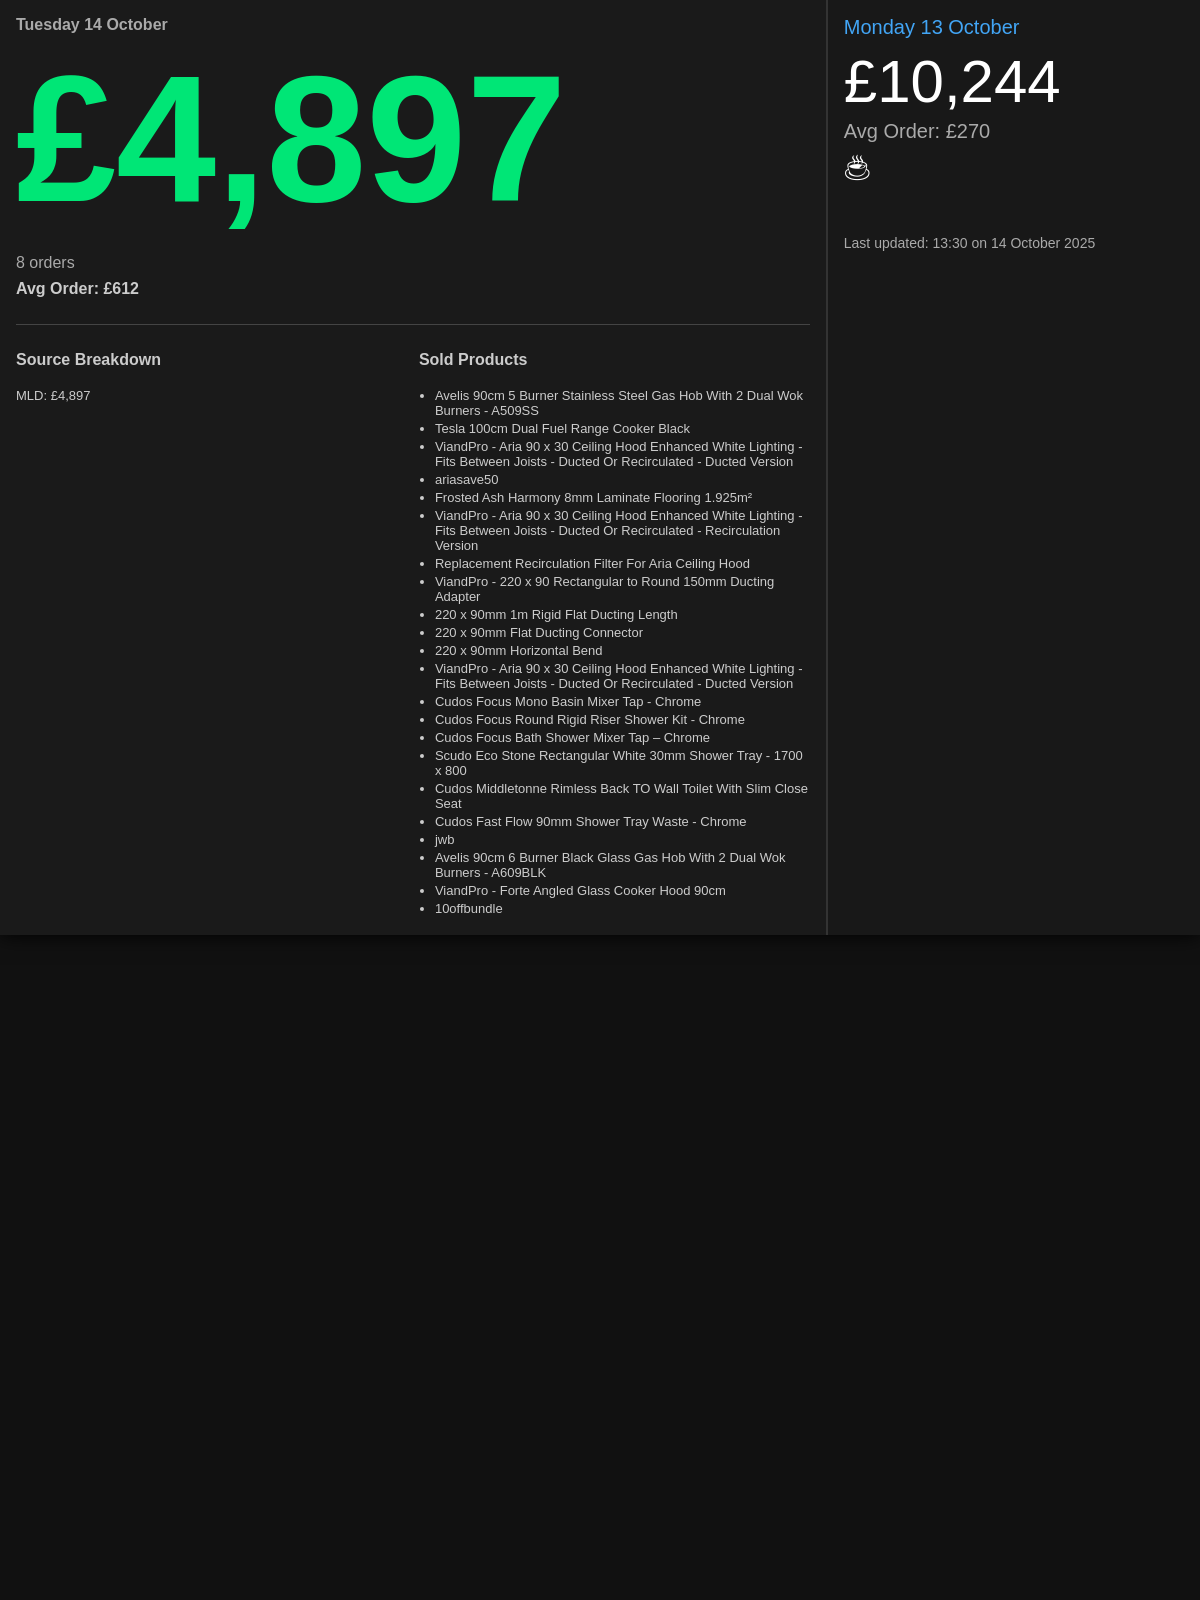 Tuesday 14 October
£4,897
8 orders
Avg Order: £612
Source Breakdown
MLD: £4,897
Sold Products
• Avelis 90cm 5 Burner Stainless Steel Gas Hob With 2 Dual Wok
Burners - A509SS
• Tesla 100cm Dual Fuel Range Cooker Black
• ViandPro - Aria 90 x 30 Ceiling Hood Enhanced White Lighting -
Fits Between Joists - Ducted Or Recirculated - Ducted Version
• ariasave50
• Frosted Ash Harmony 8mm Laminate Flooring 1.925m²
• ViandPro - Aria 90 x 30 Ceiling Hood Enhanced White Lighting -
Fits Between Joists - Ducted Or Recirculated - Recirculation
Version
• Replacement Recirculation Filter For Aria Ceiling Hood
• ViandPro - 220 x 90 Rectangular to Round 150mm Ducting
Adapter
• 220 x 90mm 1m Rigid Flat Ducting Length
• 220 x 90mm Flat Ducting Connector
• 220 x 90mm Horizontal Bend
• ViandPro - Aria 90 x 30 Ceiling Hood Enhanced White Lighting -
Fits Between Joists - Ducted Or Recirculated - Ducted Version
• Cudos Focus Mono Basin Mixer Tap - Chrome
• Cudos Focus Round Rigid Riser Shower Kit - Chrome
• Cudos Focus Bath Shower Mixer Tap – Chrome
• Scudo Eco Stone Rectangular White 30mm Shower Tray - 1700
x 800
• Cudos Middletonne Rimless Back TO Wall Toilet With Slim Close
Seat
• Cudos Fast Flow 90mm Shower Tray Waste - Chrome
• jwb
• Avelis 90cm 6 Burner Black Glass Gas Hob With 2 Dual Wok
Burners - A609BLK
• ViandPro - Forte Angled Glass Cooker Hood 90cm
• 10offbundle
Monday 13 October
£10,244
Avg Order: £270
☕
Last updated: 13:30 on 14 October 2025